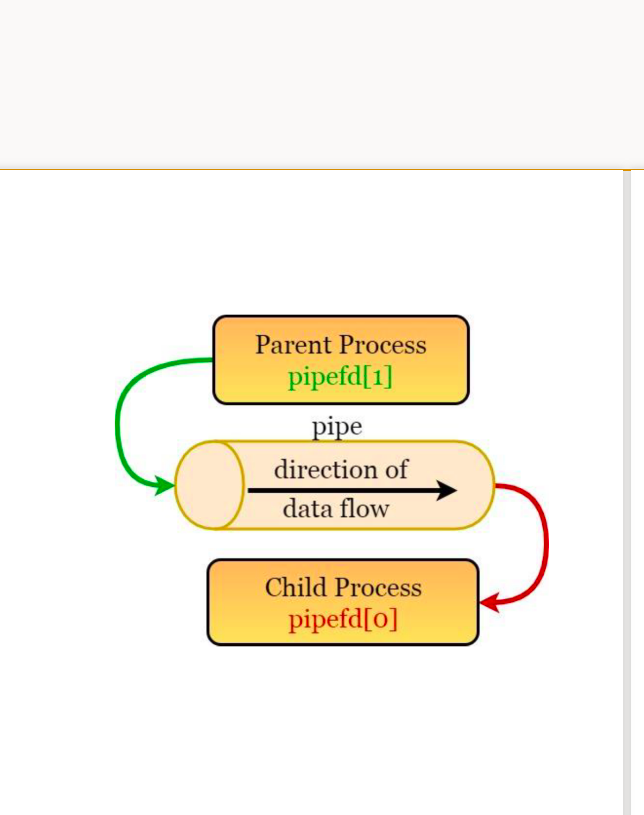 Parent Process
pipefd[1]
pipe
direction of
data flow
Child Process
pipefd[0]